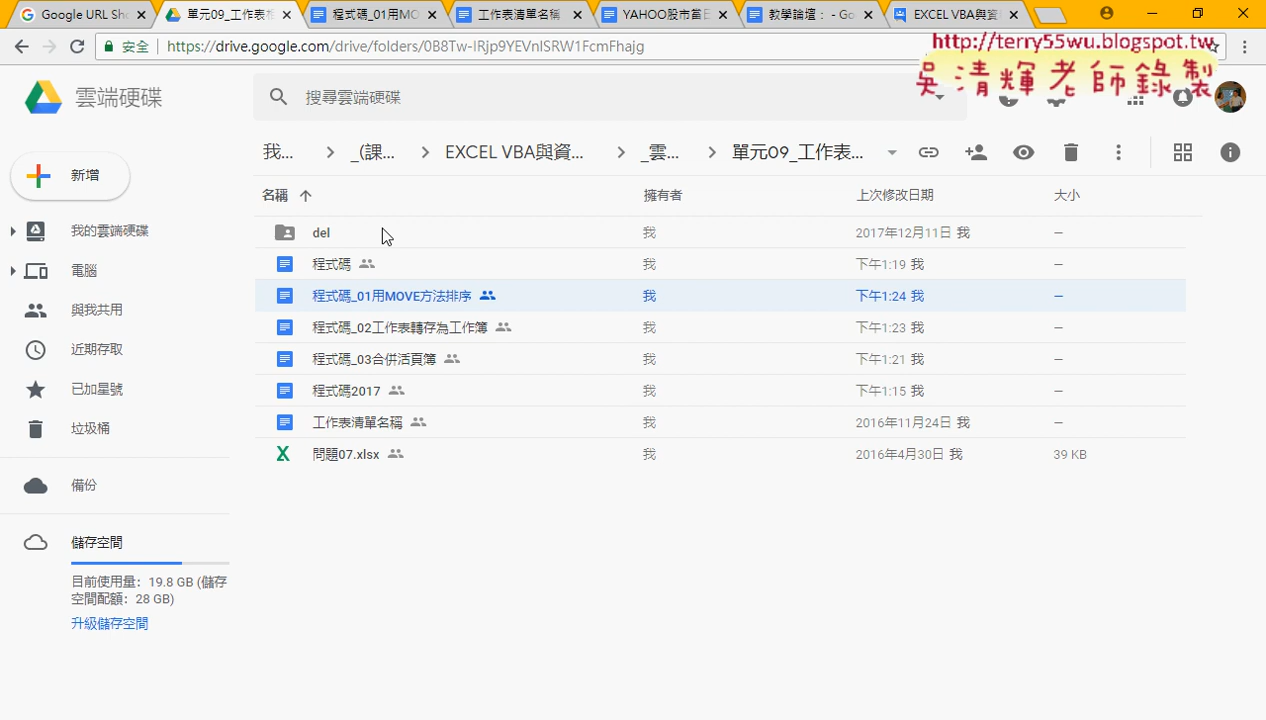 Google URL Sh
單元09_工作表相
程式碼_01用MO
工作表清單名稱
YAHOO股市當日
教學論壇： - Go
EXCEL VBA與資
安全
https://drive.google.com/drive/folders/0B8Tw-IRjp9YEVnlSRW1FcmFhajg
http://terry55wu.blogspot.tw
吳清輝老師錄製
雲端硬碟
搜尋雲端硬碟
新增
我...
_(課...
EXCEL VBA與資...
_雲...
單元09_工作表...
名稱
擁有者
上次修改日期
大小
我的雲端硬碟
電腦
與我共用
近期存取
已加星號
垃圾桶
備份
儲存空間
目前使用量： 19.8 GB (儲存
空間配額： 28 GB)
升級儲存空間
del 我 2017年12月11日 我 –
程式碼 我 下午1:19 我 –
程式碼_01用MOVE方法排序 我 下午1:24 我 –
程式碼_02工作表轉存為工作簿 我 下午1:23 我 –
程式碼_03合併活頁簿 我 下午1:21 我 –
程式碼2017 我 下午1:15 我 –
工作表清單名稱 我 2016年11月24日 我 –
問題07.xlsx 我 2016年4月30日 我 39 KB